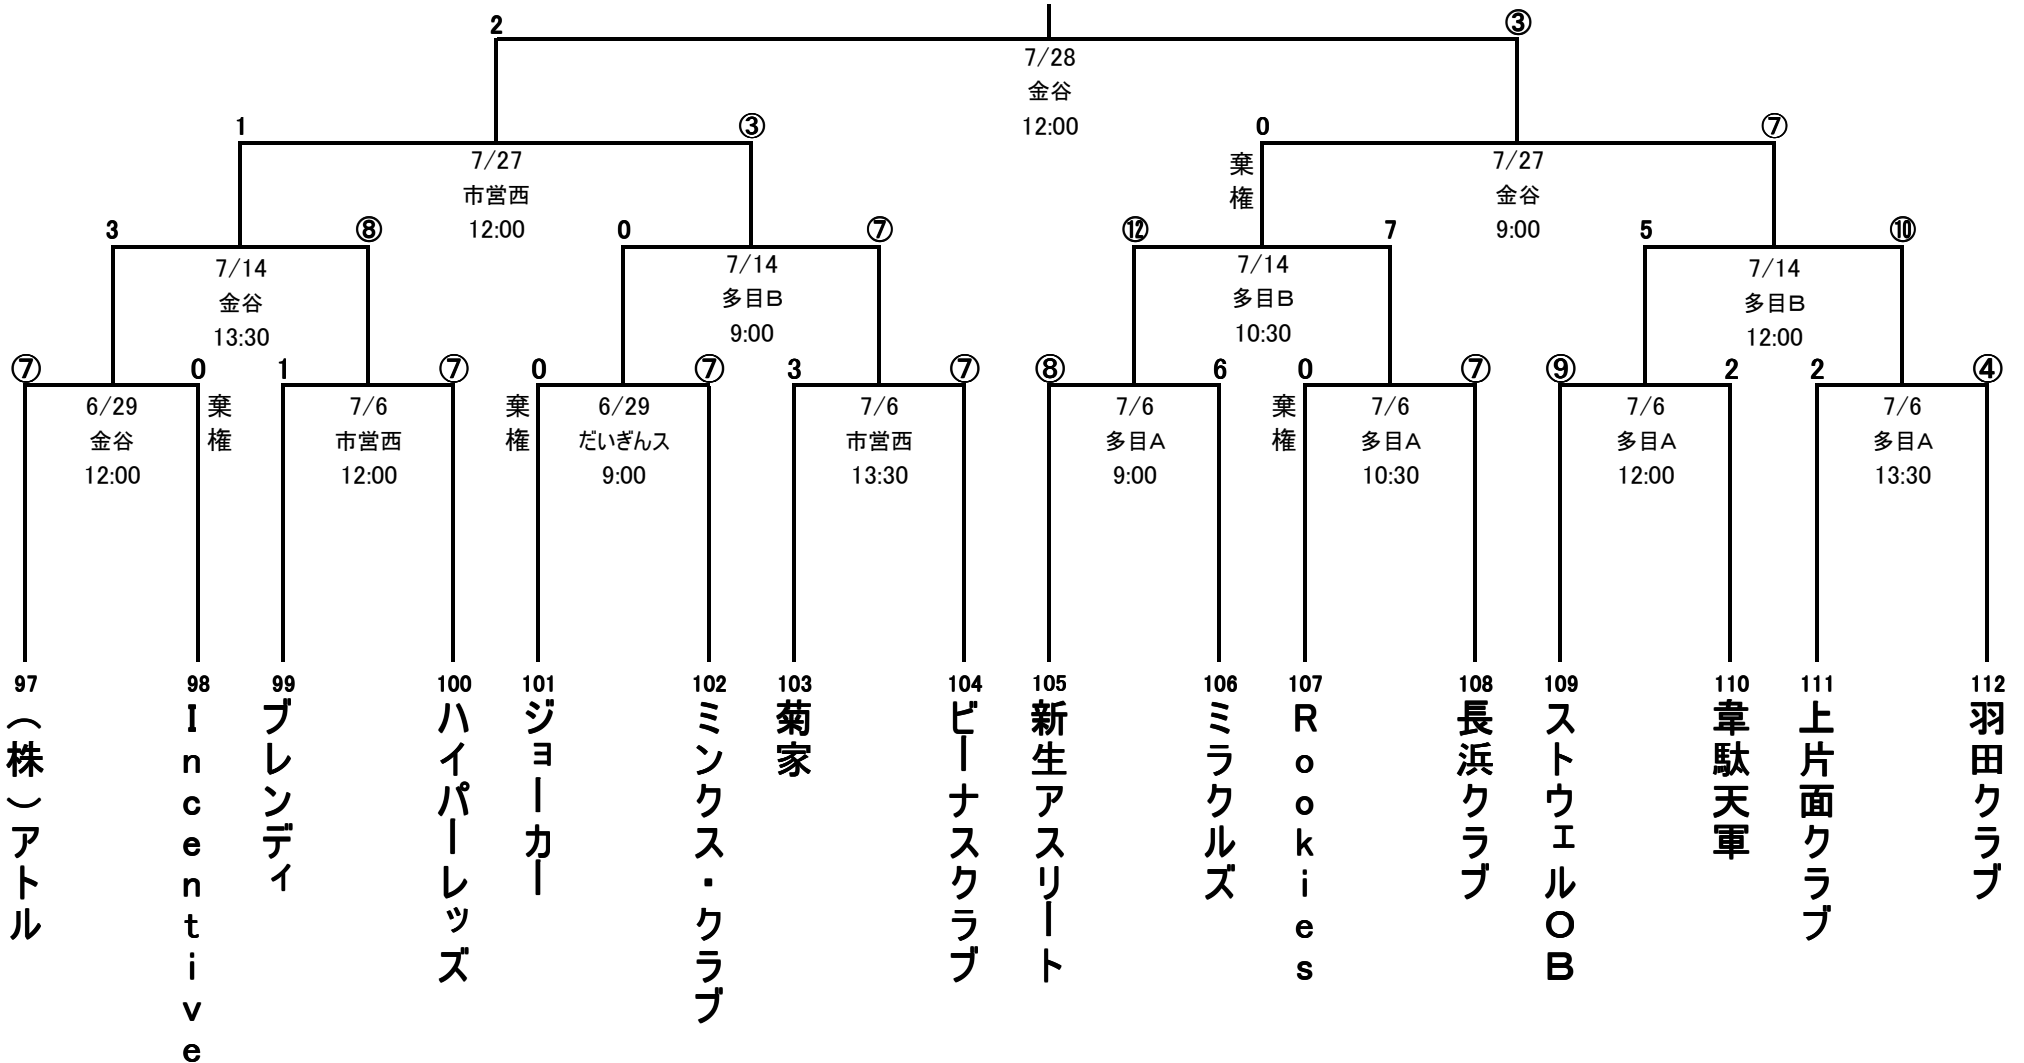 2
③
7/28
金谷
12:00
1
③
0
⑦
7/27
市営西
12:00
棄権
7/27
金谷
9:00
3
⑧
0
⑦
⑫
7
5
⑩
7/14
金谷
13:30
7/14
多目B
9:00
7/14
多目B
10:30
7/14
多目B
12:00
⑦
0
1
⑦
0
⑦
3
⑦
⑧
6
0
⑦
⑨
2
2
④
6/29
金谷
12:00
棄権
7/6
市営西
12:00
棄権
6/29
だいぎんス
9:00
7/6
市営西
13:30
7/6
多目A
9:00
棄権
7/6
多目A
10:30
7/6
多目A
12:00
7/6
多目A
13:30
97
（株）アトル
98
Incentive
99
ブレンディ
100
ハイパーレッズ
101
ジョーカー
102
ミンクス・クラブ
103
菊家
104
ビーナスクラブ
105
新生アスリート
106
ミラクルズ
107
Rookies
108
長浜クラブ
109
ストウェルOB
110
韋駄天軍
111
上片面クラブ
112
羽田クラブ